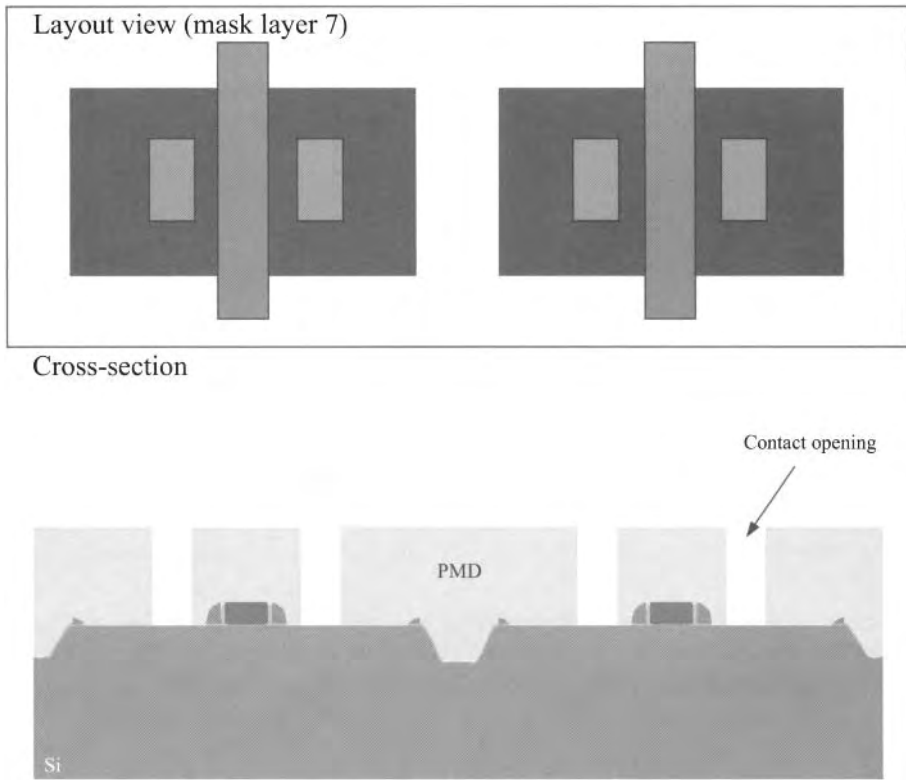 Layout view (mask layer 7)
Cross-section
Contact opening
PMD
Si